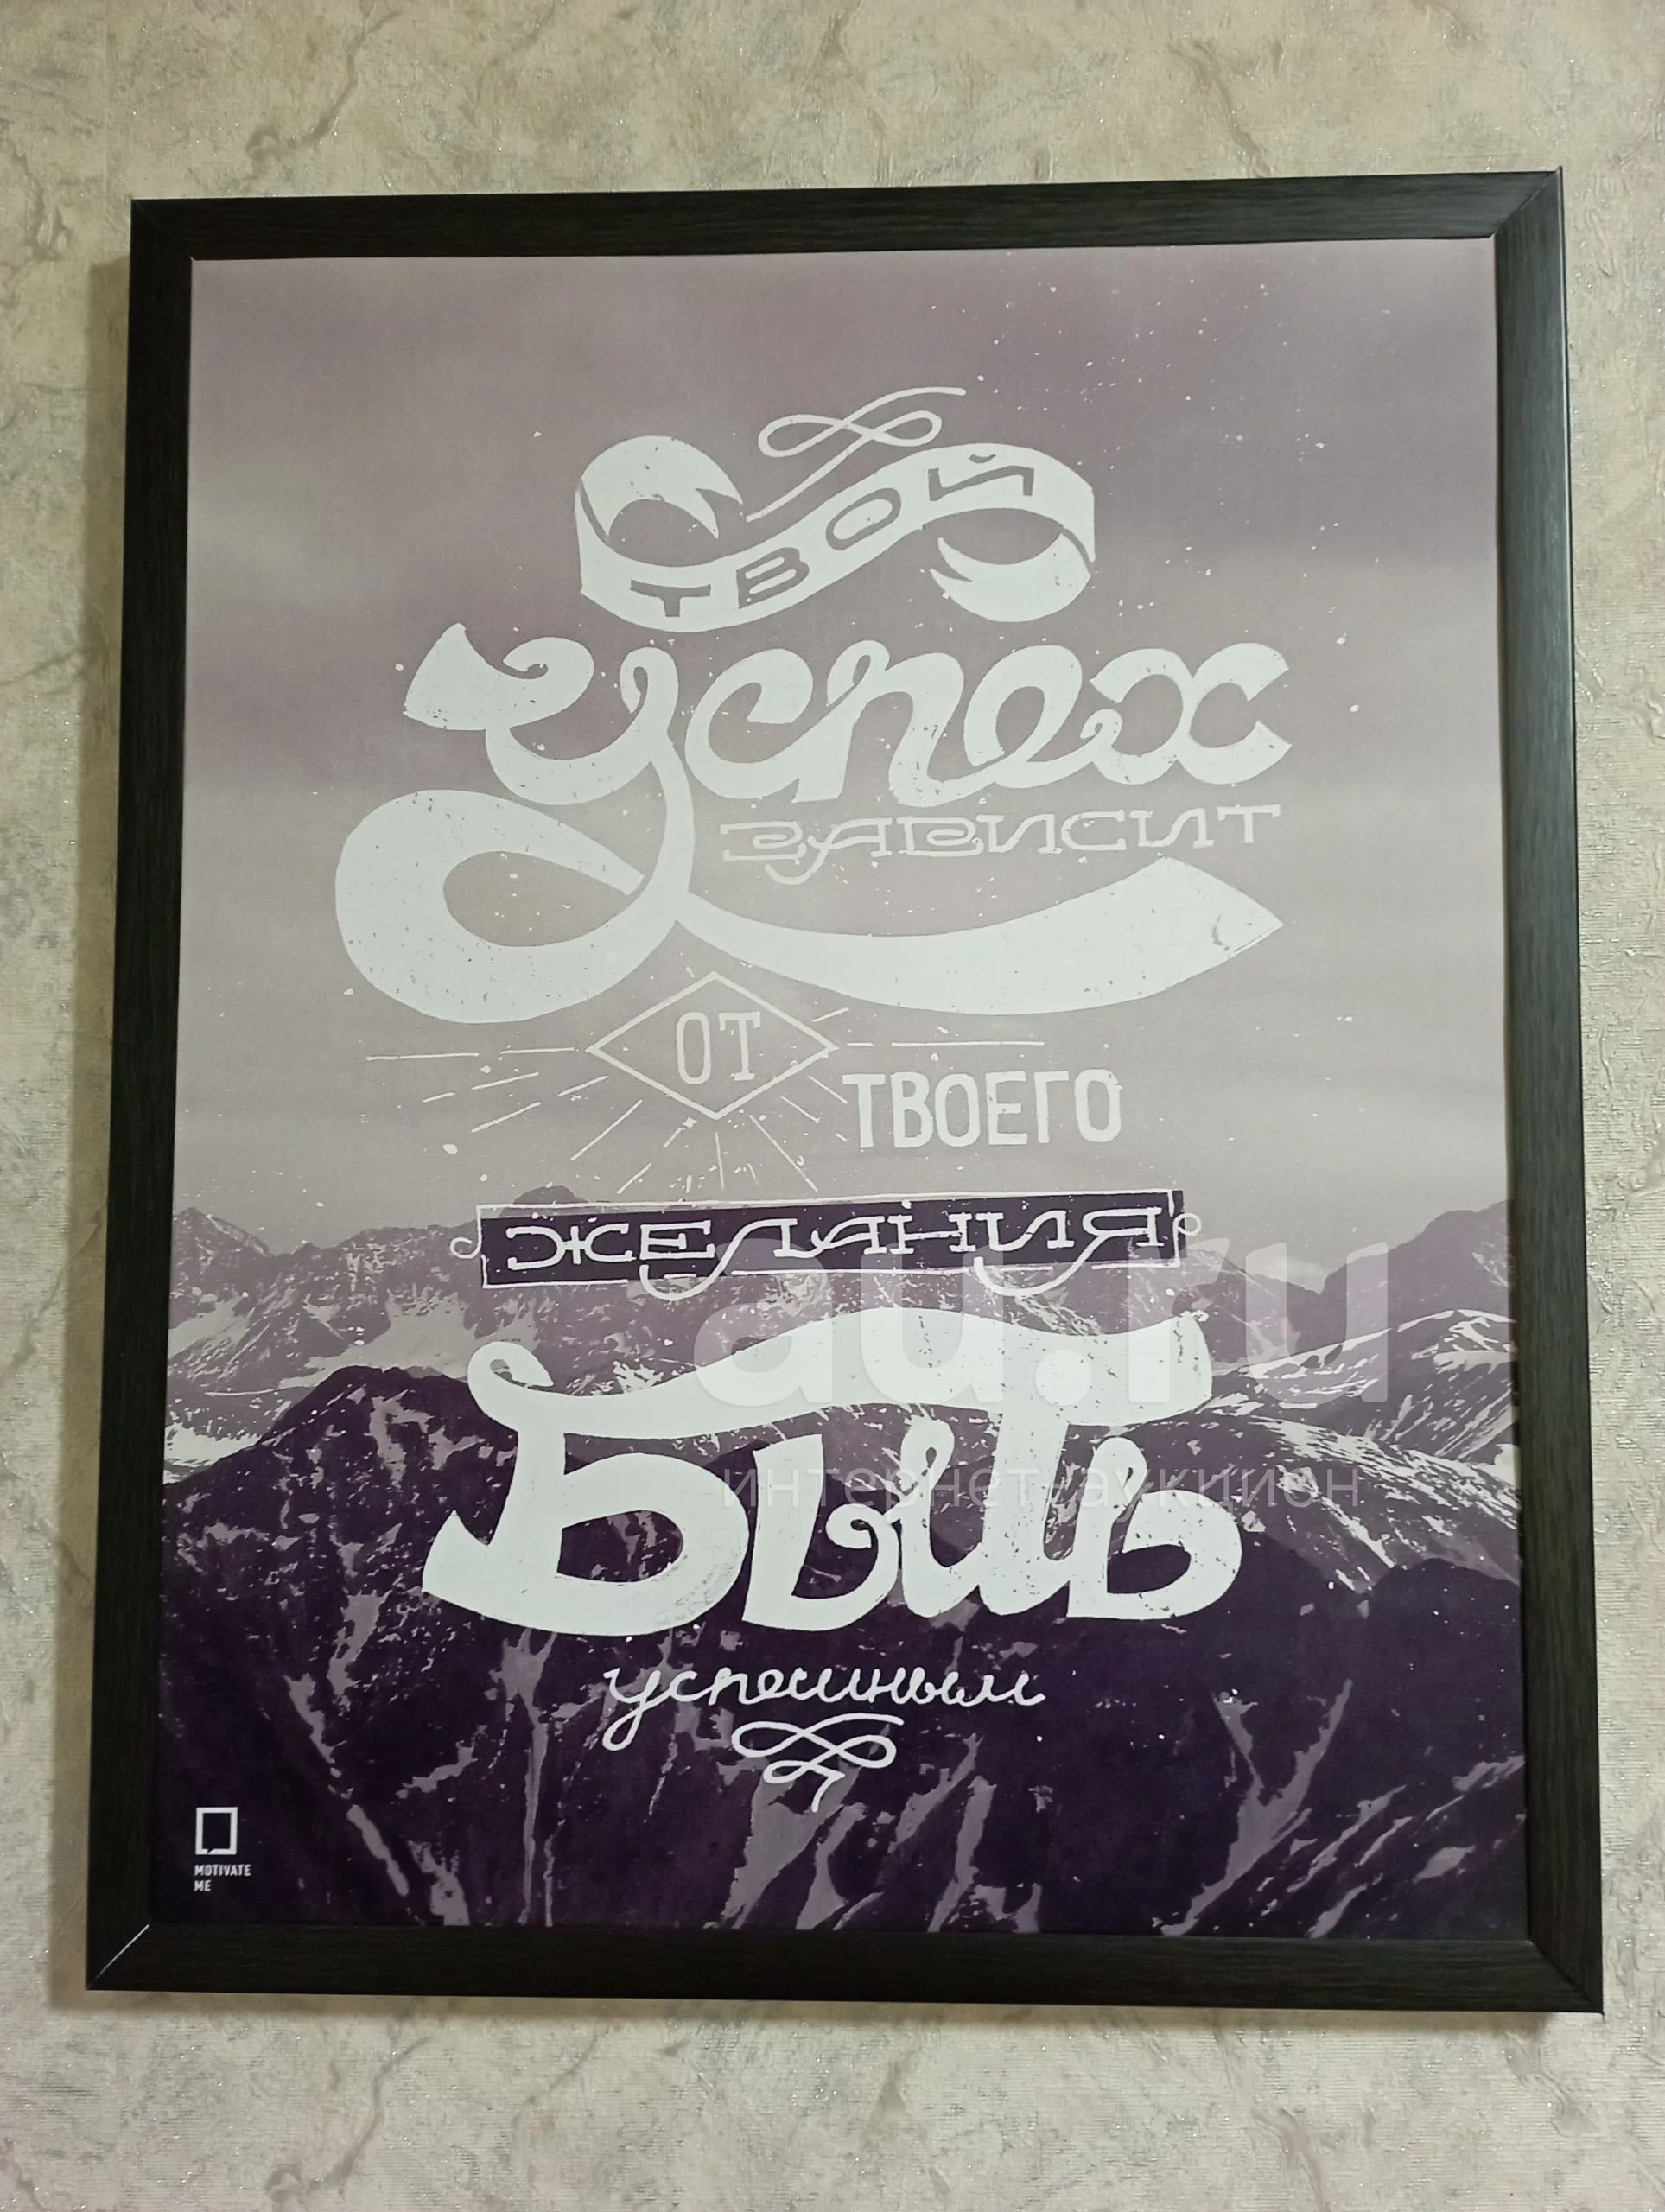 ТВОЙ
Успех
ЗАВИСИТ
ОТ
ТВОЕГО
ЖЕЛАНИЯ
Быть
успешным
au.ru
интернет-аукцион
MOTIVATE
ME